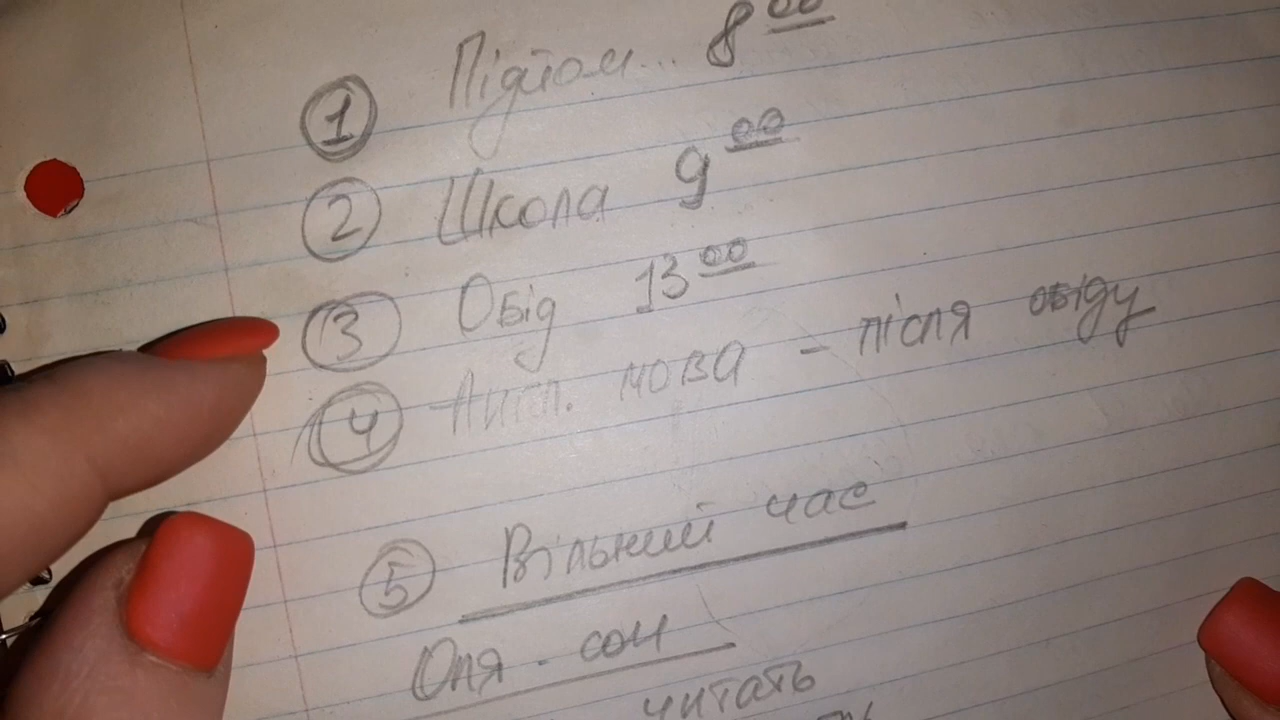 ① Підйом... 8⁰⁰
② Школа 9⁰⁰
③ Обід 13⁰⁰
④ Англ. мова - після обіду
⑤ Вільний час
Оля - сон
читать